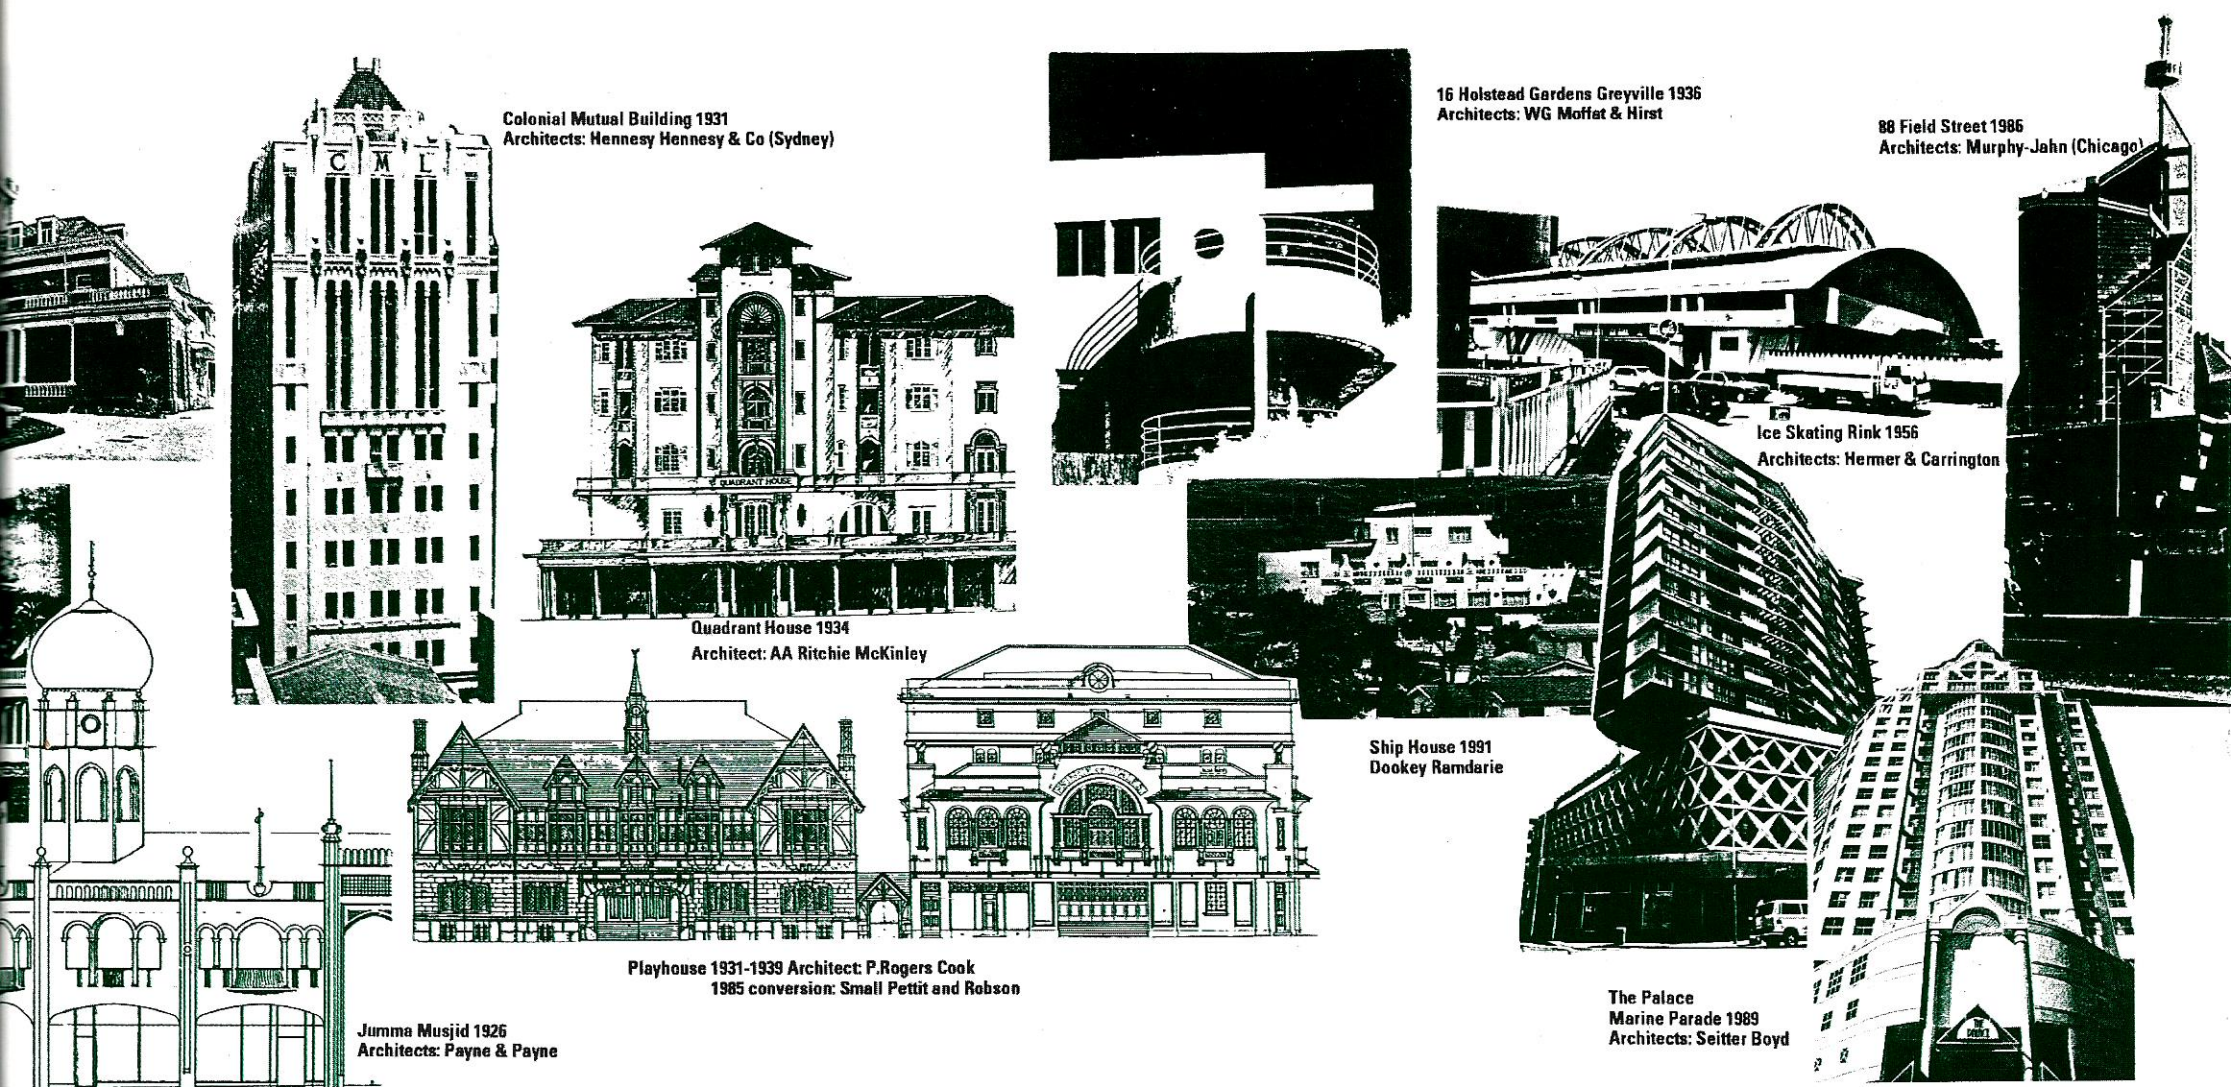 Colonial Mutual Building 1931
Architects: Hennesy Hennesy & Co (Sydney)
C M L
16 Holstead Gardens Greyville 1936
Architects: WG Moffat & Hirst
88 Field Street 1986
Architects: Murphy-Jahn (Chicago)
Ice Skating Rink 1956
Architects: Hermer & Carrington
QUADRANT HOUSE
Quadrant House 1934
Architect: AA Ritchie McKinley
Ship House 1991
Dookey Ramdarie
Playhouse 1931-1939 Architect: P.Rogers Cook
1985 conversion: Small Pettit and Robson
The Palace
Marine Parade 1989
Architects: Seitter Boyd
THE
PALACE
Jumma Musjid 1926
Architects: Payne & Payne